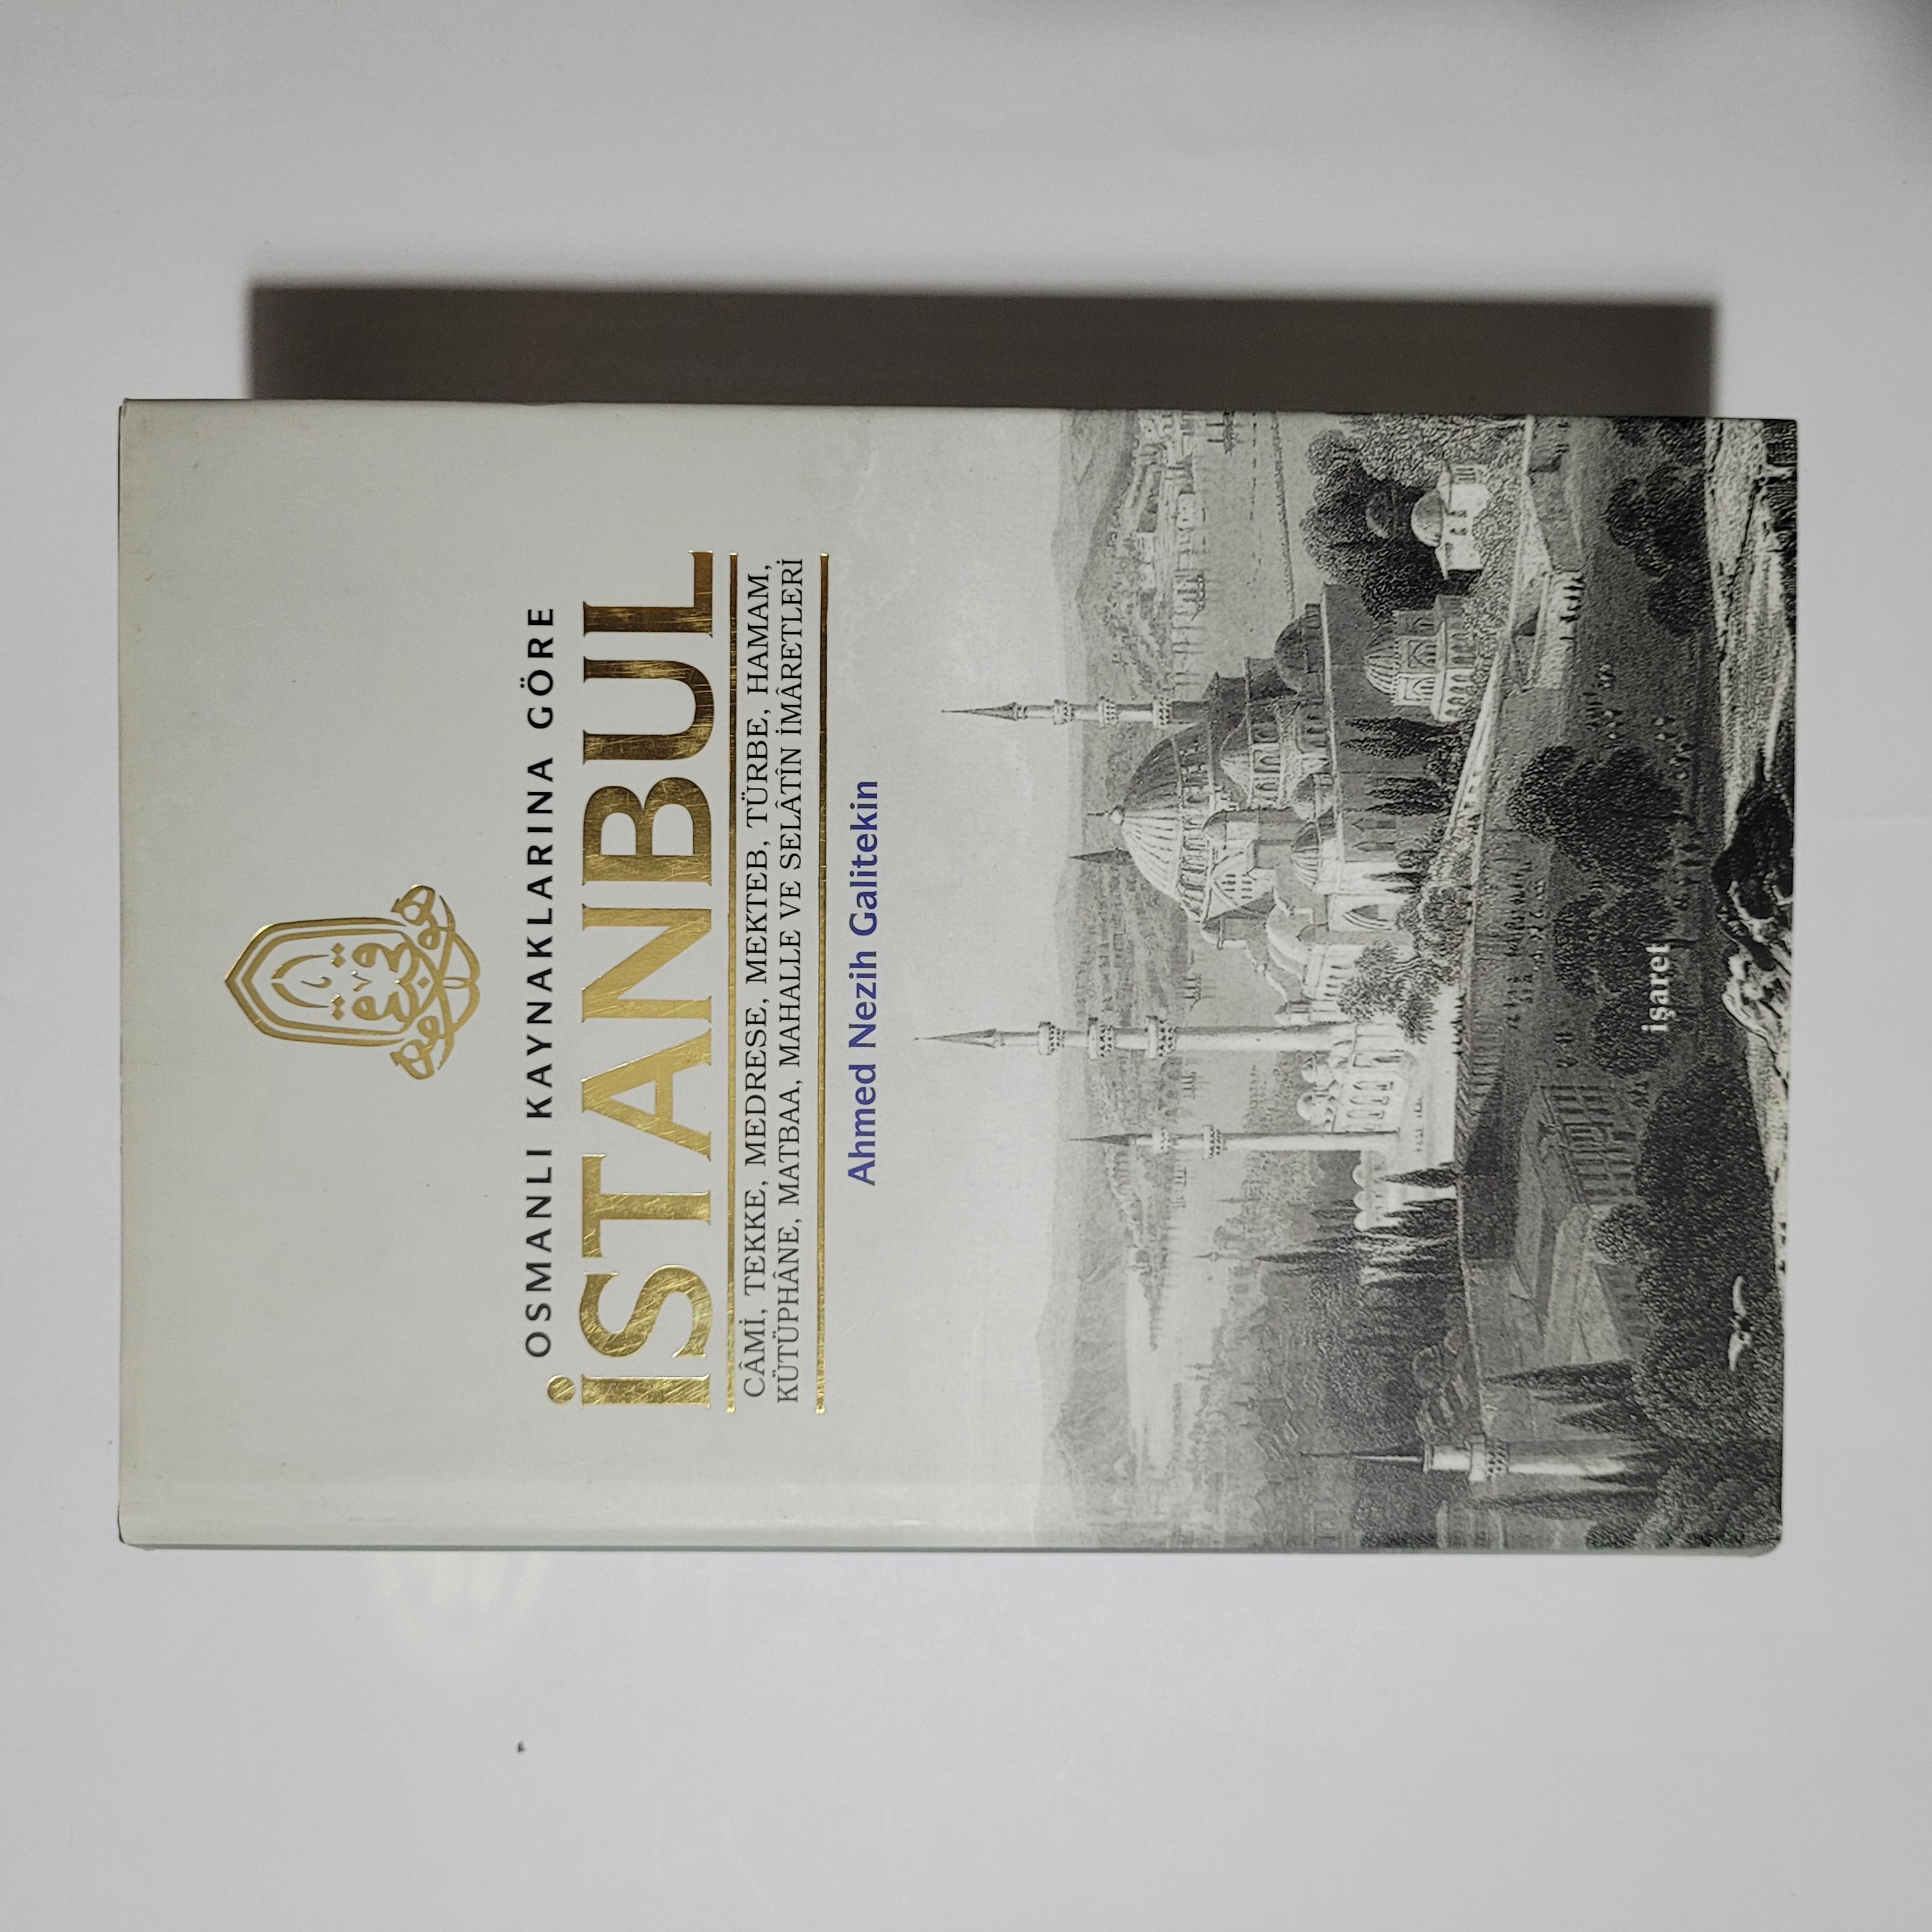 OSMANLI KAYNAKLARINA GÖRE
İSTANBUL
CÂMİ, TEKKE, MEDRESE, MEKTEB, TÜRBE, HAMAM,
KÜTÜPHÂNE, MATBAA, MAHALLE VE SELÂTÎN İMÂRETLERİ
Ahmed Nezih Galitekin
işaret